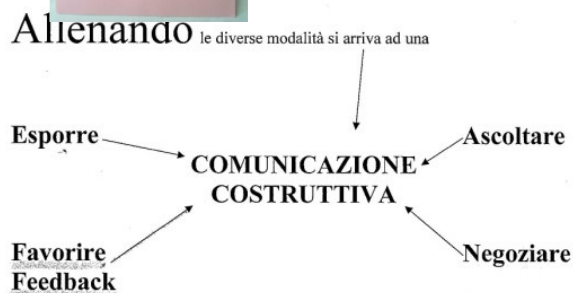 Allenando le diverse modalità si arriva ad una
Esporre
Ascoltare
COMUNICAZIONE
COSTRUTTIVA
Favorire
Feedback
Negoziare